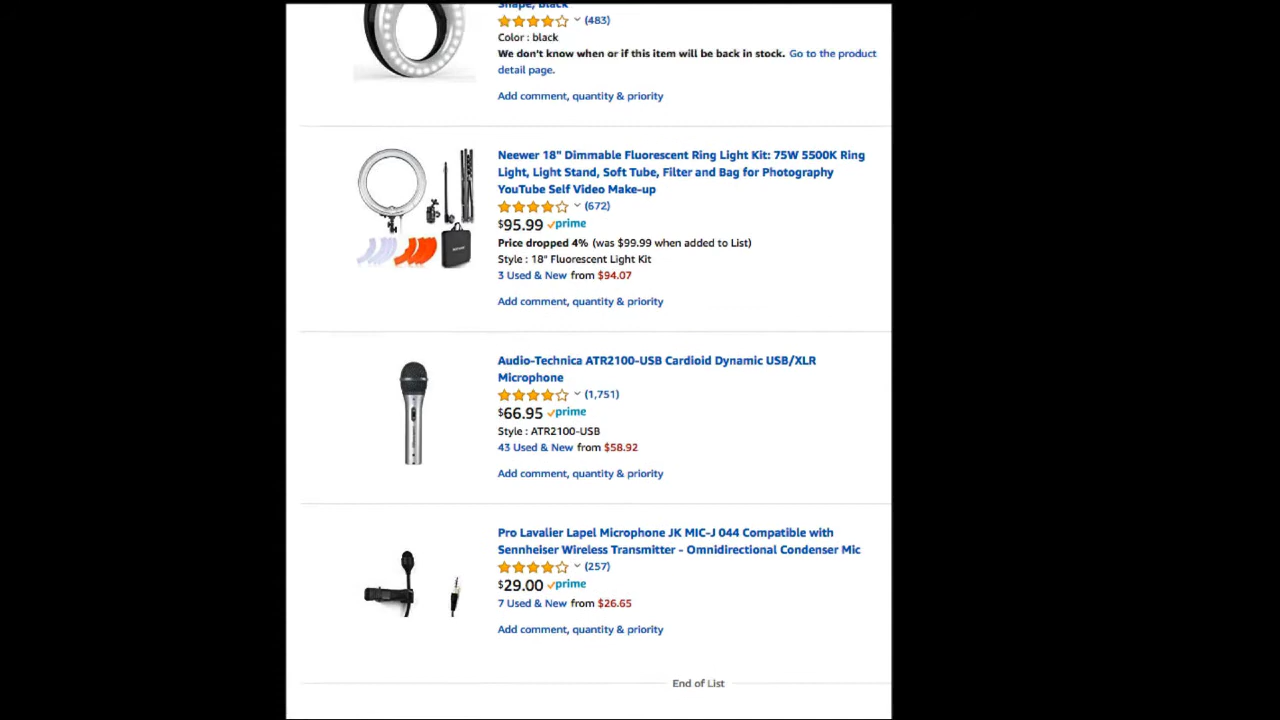 Shape, black
(483)
Color : black
We don't know when or if this item will be back in stock. Go to the product
detail page.
Add comment, quantity & priority
Neewer 18" Dimmable Fluorescent Ring Light Kit: 75W 5500K Ring
Light, Light Stand, Soft Tube, Filter and Bag for Photography
YouTube Self Video Make-up
(672)
$95.99 prime
Price dropped 4% (was $99.99 when added to List)
Style : 18" Fluorescent Light Kit
3 Used & New from $94.07
Add comment, quantity & priority
Audio-Technica ATR2100-USB Cardioid Dynamic USB/XLR
Microphone
(1,751)
$66.95 prime
Style : ATR2100-USB
43 Used & New from $58.92
Add comment, quantity & priority
Pro Lavalier Lapel Microphone JK MIC-J 044 Compatible with
Sennheiser Wireless Transmitter - Omnidirectional Condenser Mic
(257)
$29.00 prime
7 Used & New from $26.65
Add comment, quantity & priority
End of List